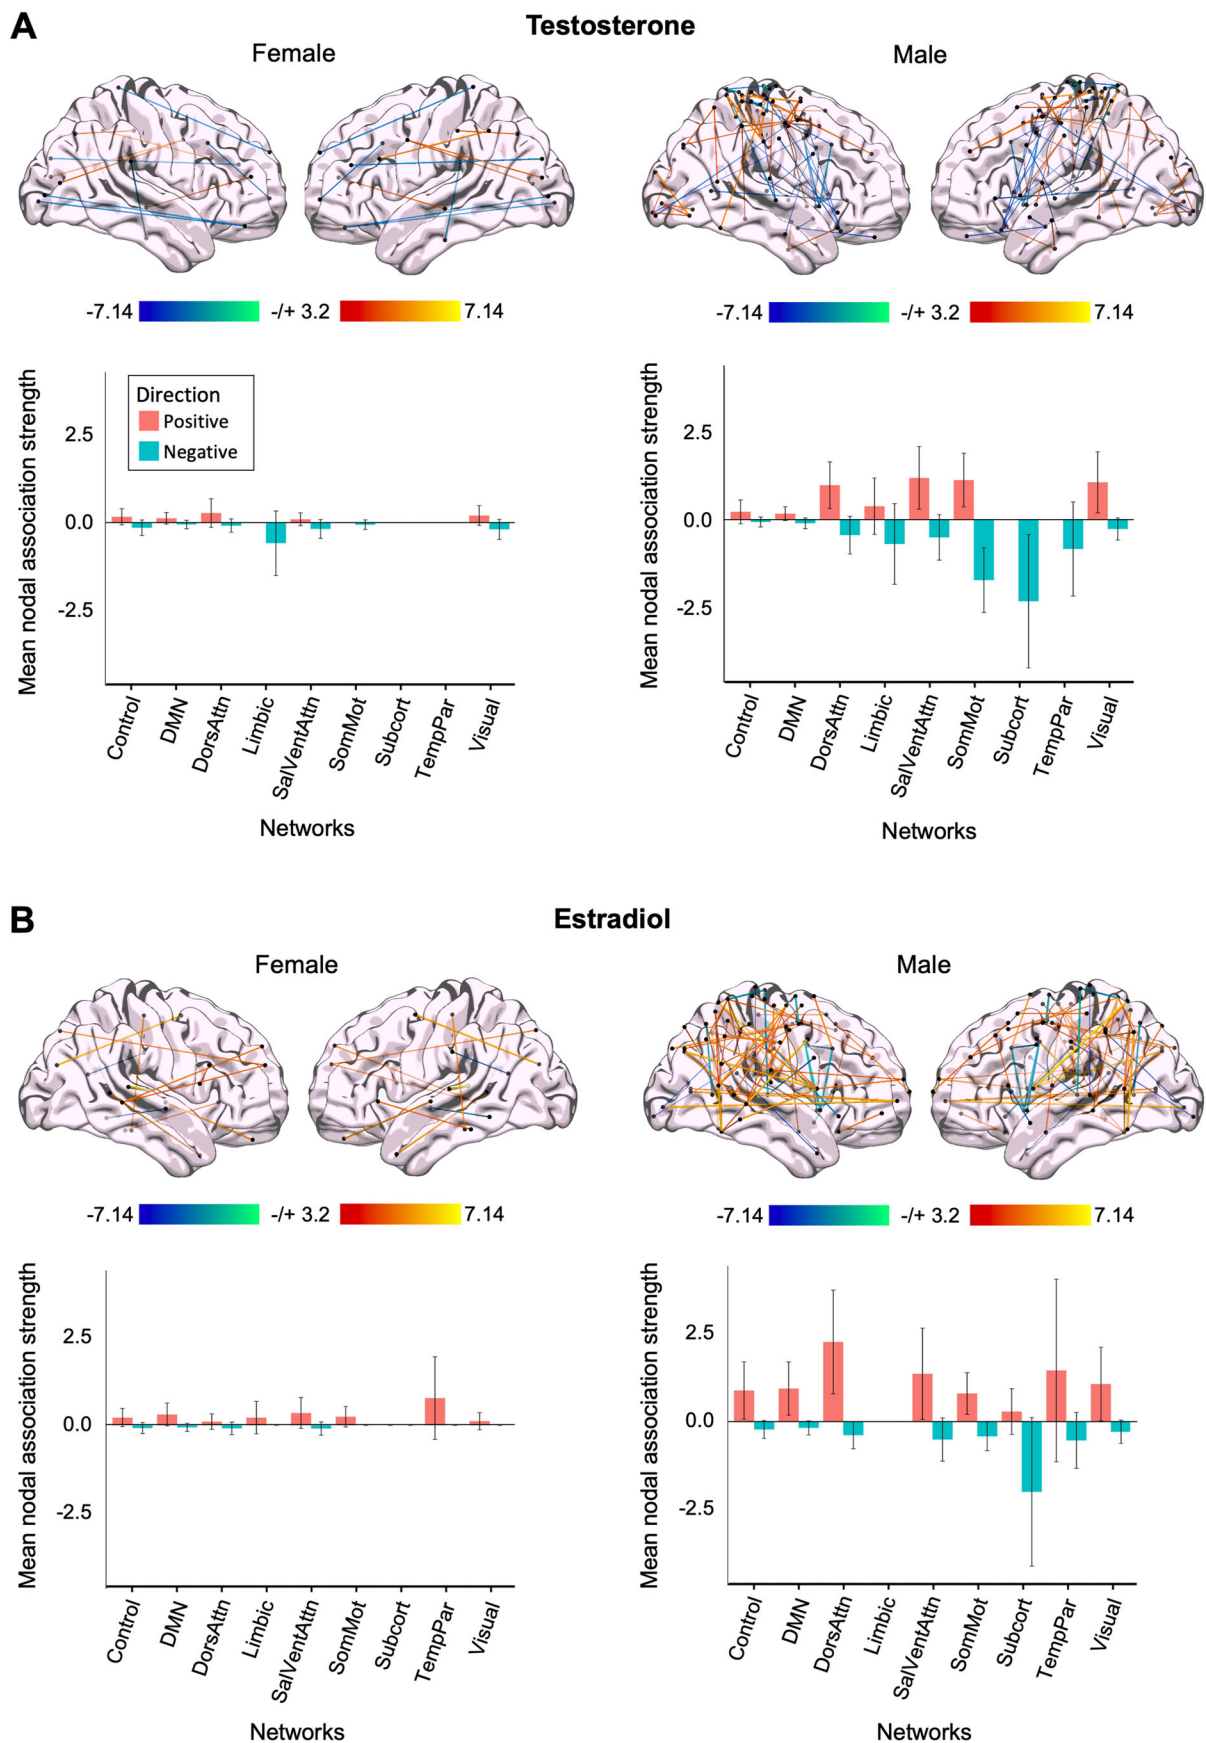 A
Testosterone
Female
Male
-7.14 -/+ 3.2 7.14
-7.14 -/+ 3.2 7.14
Mean nodal association strength
2.5
0.0
-2.5
Direction
Positive
Negative
Control
DMN
DorsAttn
Limbic
SalVentAttn
SomMot
Subcort
TempPar
Visual
Networks
Mean nodal association strength
2.5
0.0
-2.5
Control
DMN
DorsAttn
Limbic
SalVentAttn
SomMot
Subcort
TempPar
Visual
Networks
B
Estradiol
Female
Male
-7.14 -/+ 3.2 7.14
-7.14 -/+ 3.2 7.14
Mean nodal association strength
2.5
0.0
-2.5
Control
DMN
DorsAttn
Limbic
SalVentAttn
SomMot
Subcort
TempPar
Visual
Networks
Mean nodal association strength
2.5
0.0
-2.5
Control
DMN
DorsAttn
Limbic
SalVentAttn
SomMot
Subcort
TempPar
Visual
Networks